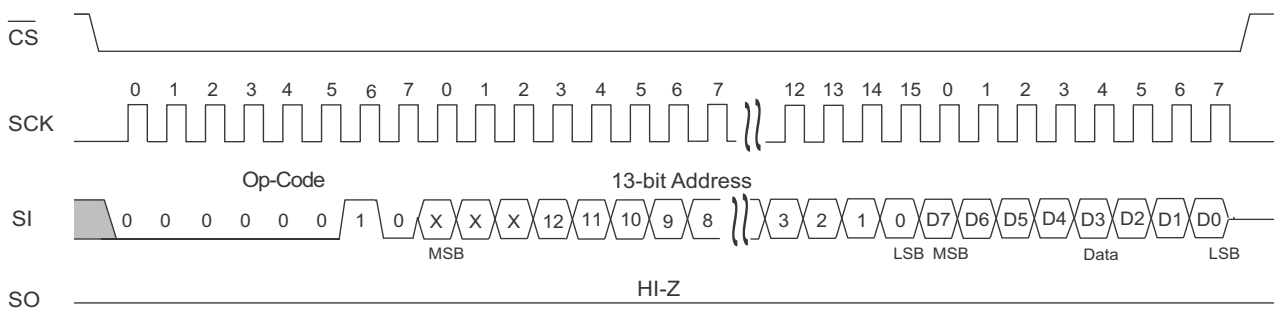 CS
0 1 2 3 4 5 6 7 0 1 2 3 4 5 6 7 12 13 14 15 0 1 2 3 4 5 6 7
SCK
Op-Code 13-bit Address
SI 0 0 0 0 0 0 1 0 X X X 12 11 10 9 8 3 2 1 0 D7 D6 D5 D4 D3 D2 D1 D0
MSB LSB MSB Data LSB
HI-Z
SO